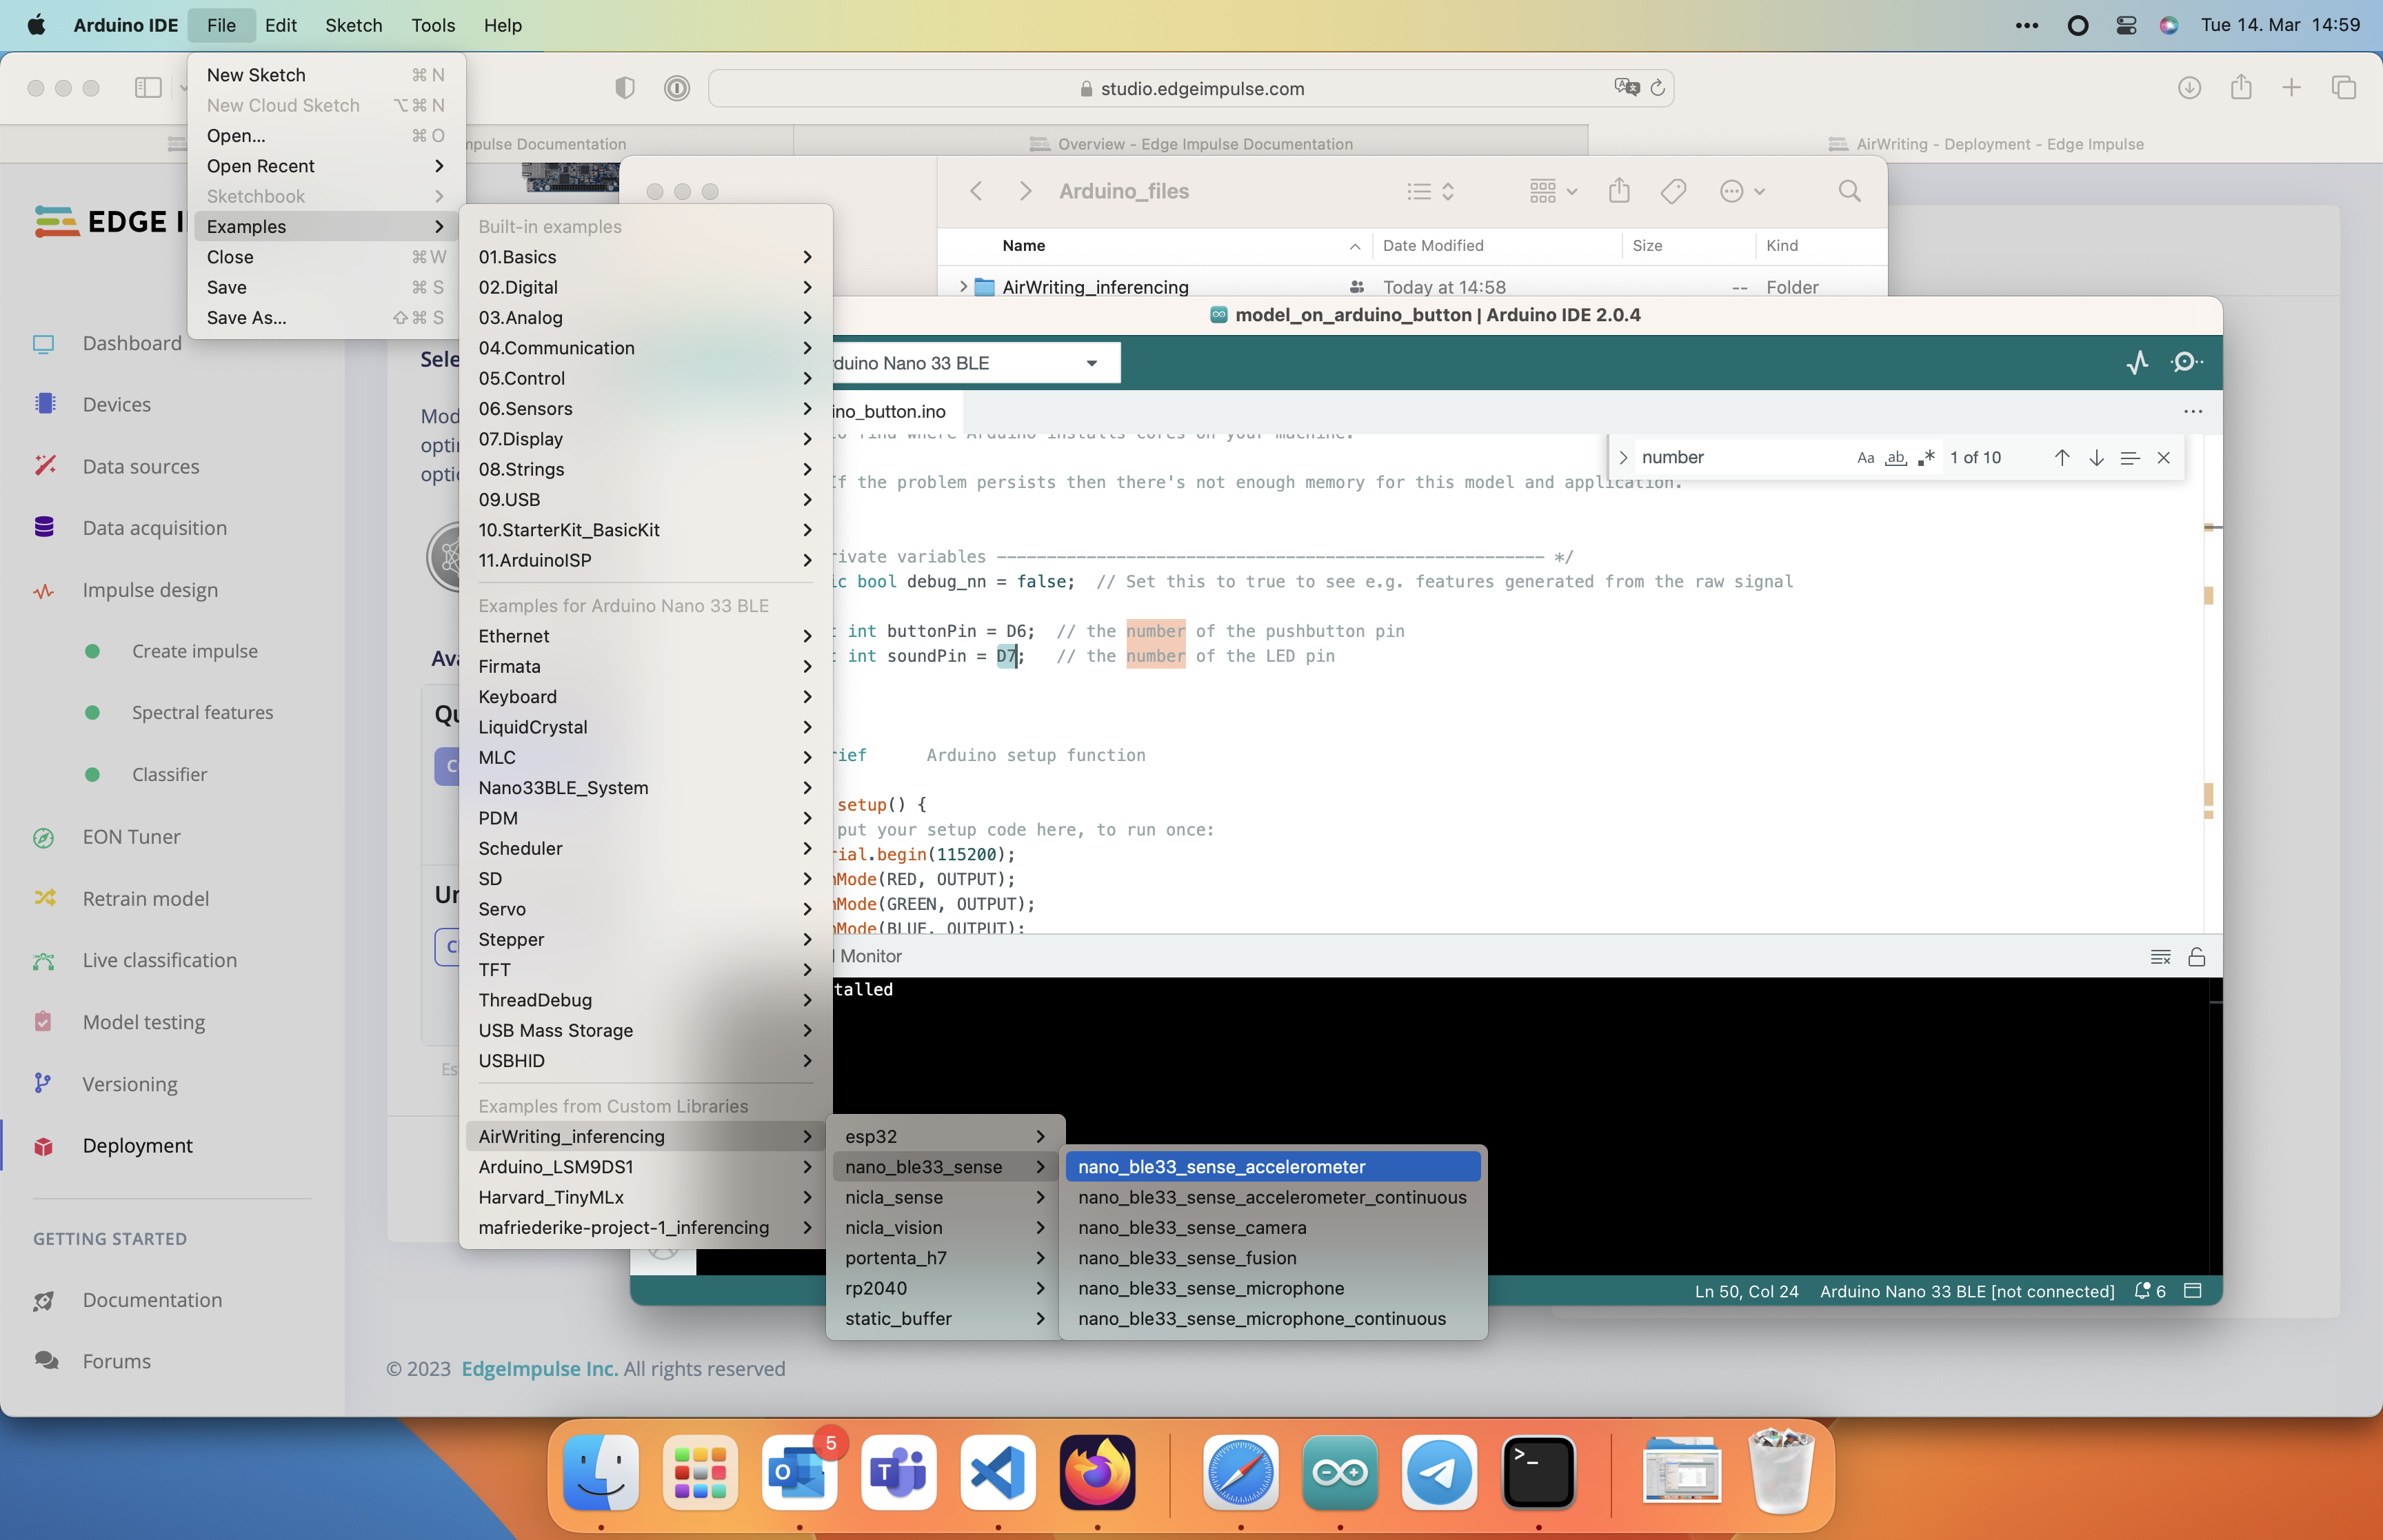 Arduino IDE File Edit Sketch Tools Help
Tue 14. Mar 14:59
New Sketch ⌘ N
New Cloud Sketch ⌥ ⌘ N
Open... ⌘ O
Open Recent
Sketchbook
Examples
Close ⌘ W
Save ⌘ S
Save As... ⇧ ⌘ S
studio.edgeimpulse.com
mpulse Documentation
Overview - Edge Impulse Documentation
AirWriting - Deployment - Edge Impulse
EDGE I
Dashboard
Devices
Data sources
Data acquisition
Impulse design
Create impulse
Spectral features
Classifier
EON Tuner
Retrain model
Live classification
Model testing
Versioning
Deployment
GETTING STARTED
Documentation
Forums
Sele
Mod
opti
optio
Ava
Qu
C
Un
C
Es
Built-in examples
01.Basics
02.Digital
03.Analog
04.Communication
05.Control
06.Sensors
07.Display
08.Strings
09.USB
10.StarterKit_BasicKit
11.ArduinoISP
Examples for Arduino Nano 33 BLE
Ethernet
Firmata
Keyboard
LiquidCrystal
MLC
Nano33BLE_System
PDM
Scheduler
SD
Servo
Stepper
TFT
ThreadDebug
USB Mass Storage
USBHID
Examples from Custom Libraries
AirWriting_inferencing
Arduino_LSM9DS1
Harvard_TinyMLx
mafriederike-project-1_inferencing
esp32
nano_ble33_sense
nicla_sense
nicla_vision
portenta_h7
rp2040
static_buffer
nano_ble33_sense_accelerometer
nano_ble33_sense_accelerometer_continuous
nano_ble33_sense_camera
nano_ble33_sense_fusion
nano_ble33_sense_microphone
nano_ble33_sense_microphone_continuous
Arduino_files
Name Date Modified Size Kind
AirWriting_inferencing Today at 14:58 -- Folder
model_on_arduino_button | Arduino IDE 2.0.4
duino Nano 33 BLE
ino_button.ino
to find where Arduino installs cores on your machine.
number Aa ab 1 of 10
If the problem persists then there's not enough memory for this model and application.
rivate variables ------------------------------------------------------- */
ic bool debug_nn = false; // Set this to true to see e.g. features generated from the raw signal
t int buttonPin = D6; // the number of the pushbutton pin
t int soundPin = D7; // the number of the LED pin
rief Arduino setup function
setup() {
put your setup code here, to run once:
rial.begin(115200);
nMode(RED, OUTPUT);
nMode(GREEN, OUTPUT);
nMode(BLUE, OUTPUT);
l Monitor
talled
Ln 50, Col 24 Arduino Nano 33 BLE [not connected] 6
© 2023 EdgeImpulse Inc. All rights reserved
5